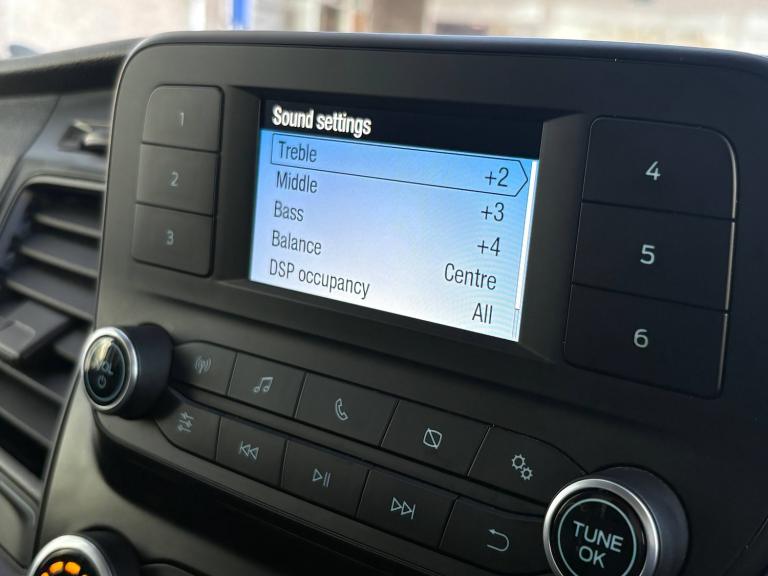 Sound settings
Treble +2
Middle +3
Bass +4
Balance Centre
DSP occupancy All
1
2
3
4
5
6
VOL
TUNE
OK